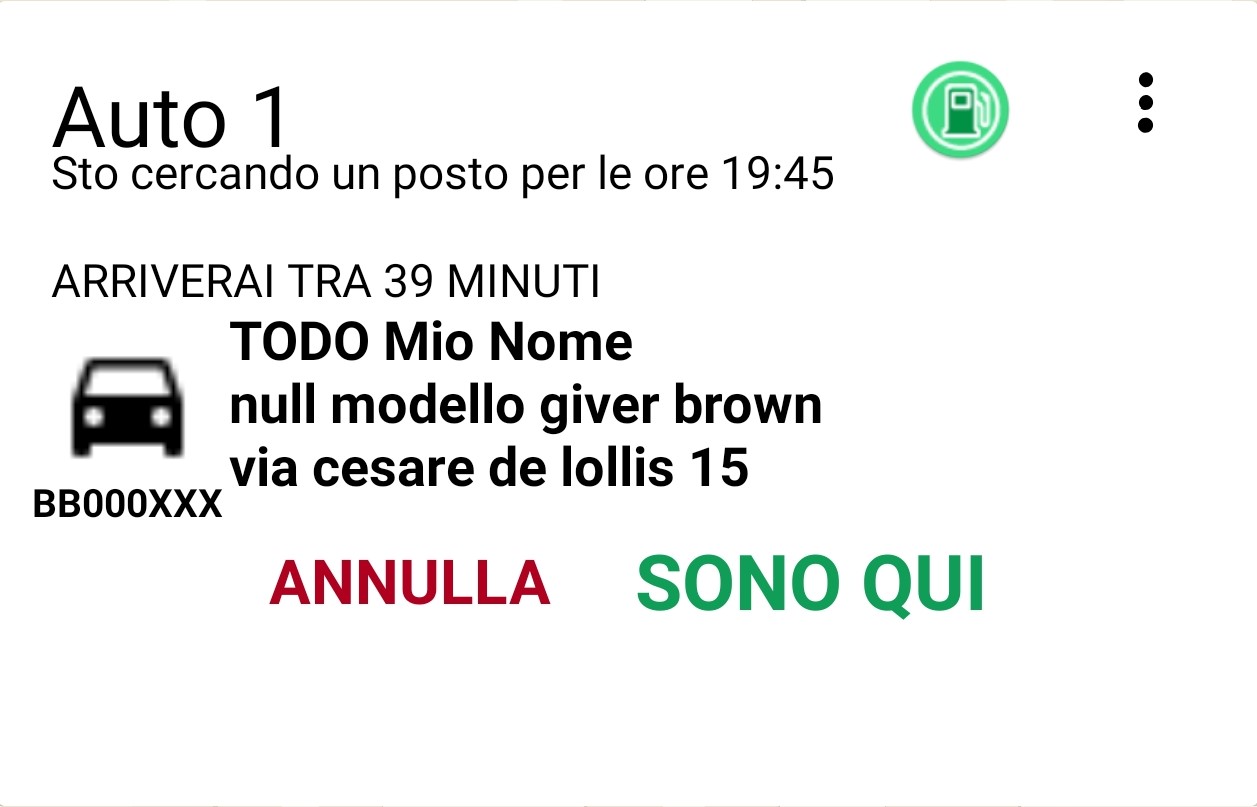 Auto 1
Sto cercando un posto per le ore 19:45
ARRIVERAI TRA 39 MINUTI
TODO Mio Nome
null modello giver brown
via cesare de lollis 15
BB000XXX
ANNULLA SONO QUI